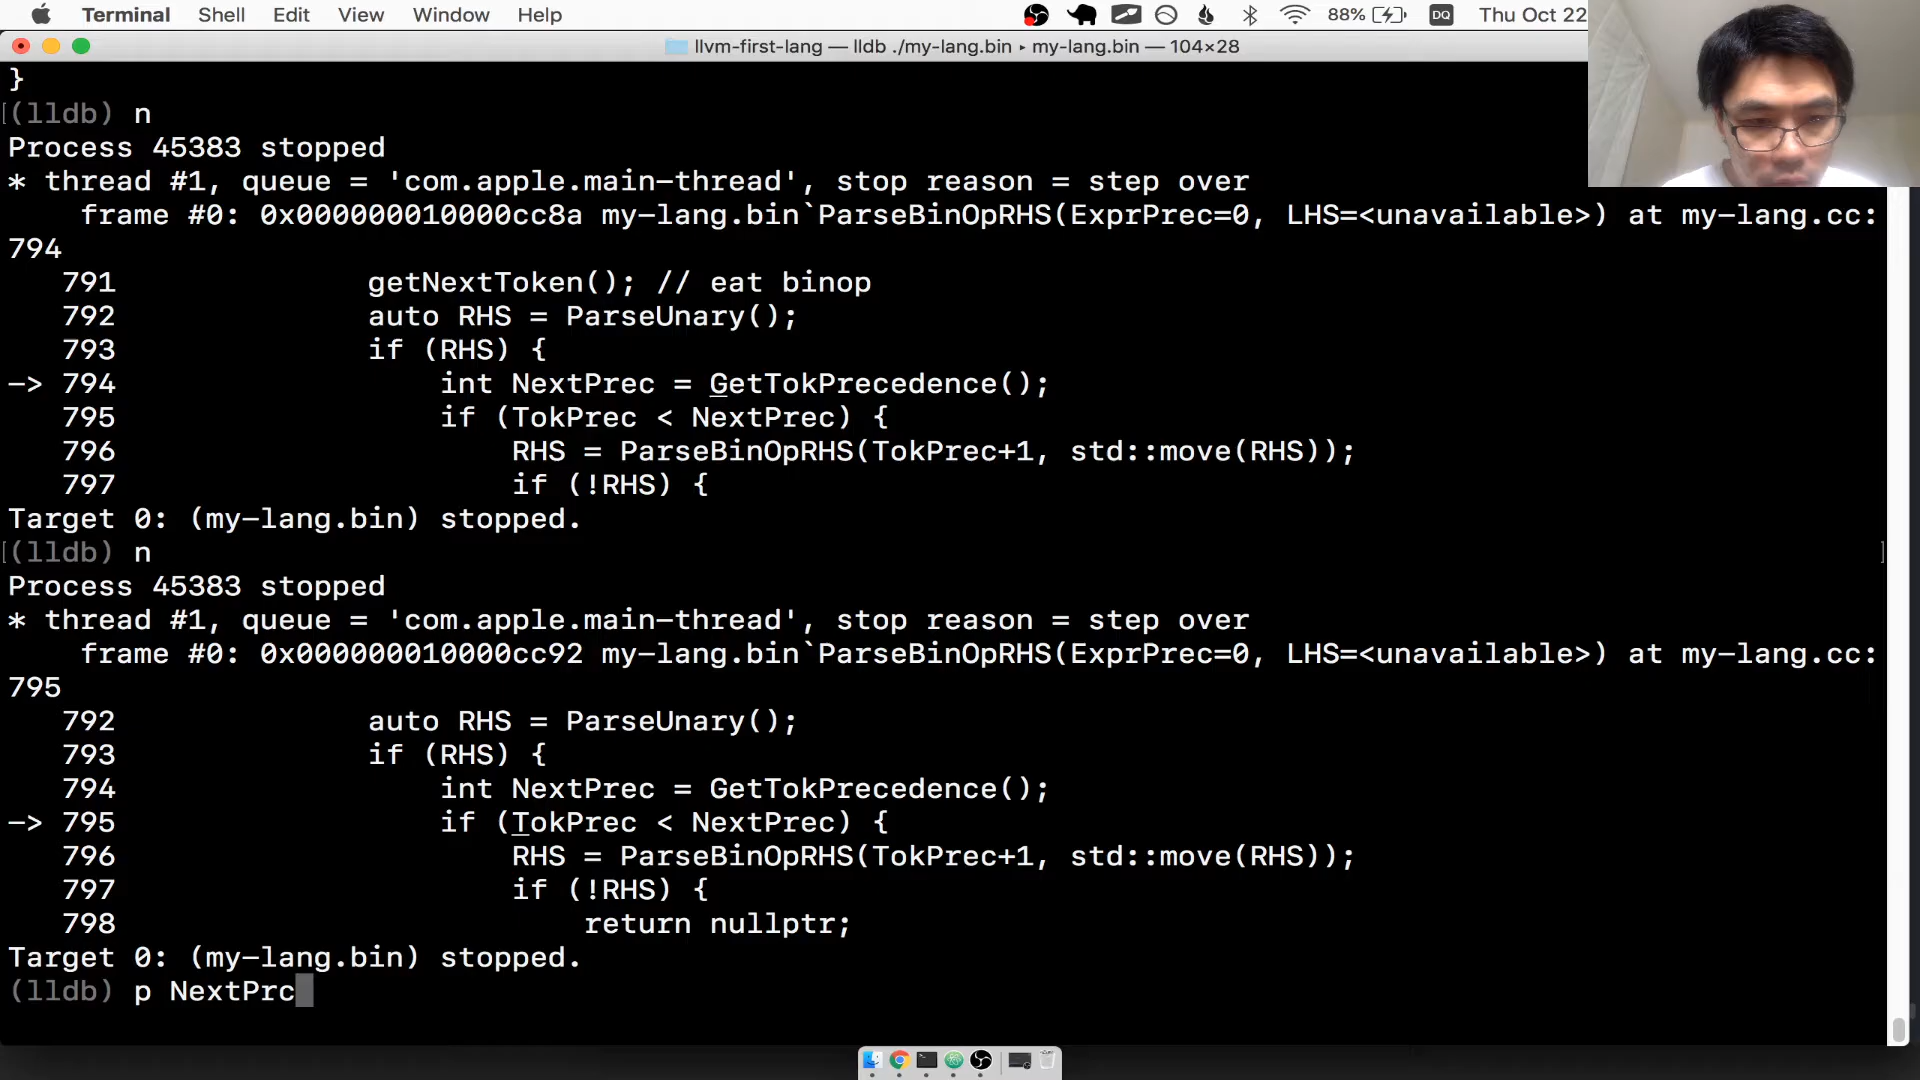 Terminal Shell Edit View Window Help 88% DQ Thu Oct 22
llvm-first-lang — lldb ./my-lang.bin ▸ my-lang.bin — 104×28
}
(lldb) n
Process 45383 stopped
* thread #1, queue = 'com.apple.main-thread', stop reason = step over
frame #0: 0x000000010000cc8a my-lang.bin`ParseBinOpRHS(ExprPrec=0, LHS=<unavailable>) at my-lang.cc:
794
791 getNextToken(); // eat binop
792 auto RHS = ParseUnary();
793 if (RHS) {
-> 794 int NextPrec = GetTokPrecedence();
795 if (TokPrec < NextPrec) {
796 RHS = ParseBinOpRHS(TokPrec+1, std::move(RHS));
797 if (!RHS) {
Target 0: (my-lang.bin) stopped.
(lldb) n
Process 45383 stopped
* thread #1, queue = 'com.apple.main-thread', stop reason = step over
frame #0: 0x000000010000cc92 my-lang.bin`ParseBinOpRHS(ExprPrec=0, LHS=<unavailable>) at my-lang.cc:
795
792 auto RHS = ParseUnary();
793 if (RHS) {
794 int NextPrec = GetTokPrecedence();
-> 795 if (TokPrec < NextPrec) {
796 RHS = ParseBinOpRHS(TokPrec+1, std::move(RHS));
797 if (!RHS) {
798 return nullptr;
Target 0: (my-lang.bin) stopped.
(lldb) p NextPrc